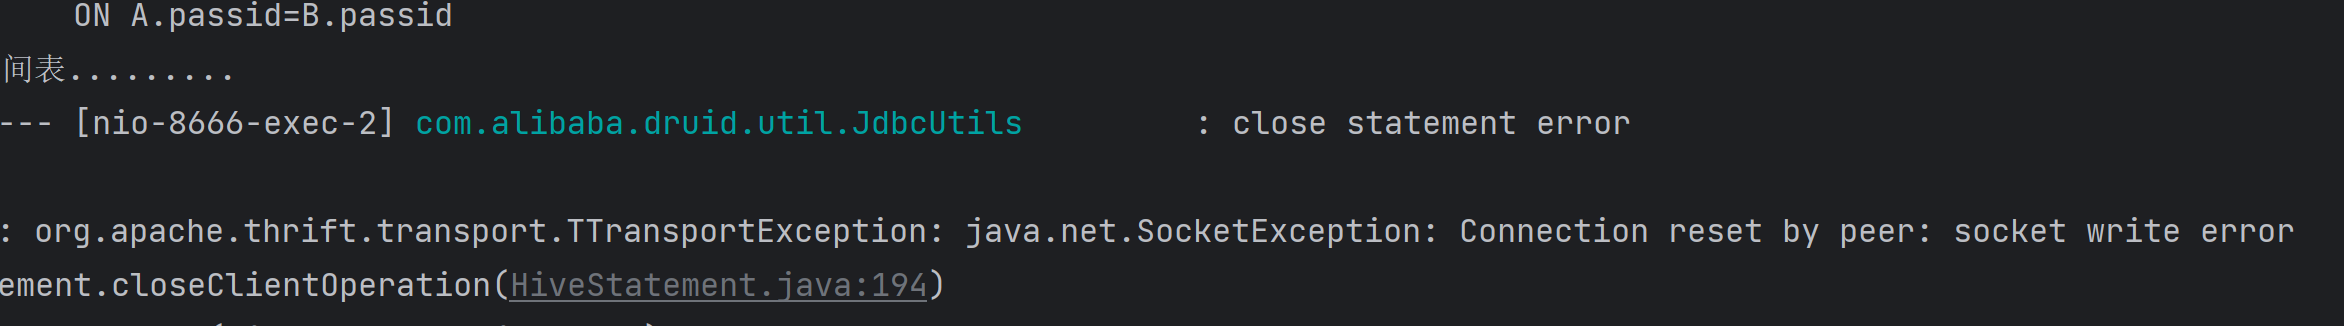 ON A.passid=B.passid
间表.........
--- [nio-8666-exec-2] com.alibaba.druid.util.JdbcUtils : close statement error
: org.apache.thrift.transport.TTransportException: java.net.SocketException: Connection reset by peer: socket write error
ement.closeClientOperation(HiveStatement.java:194)